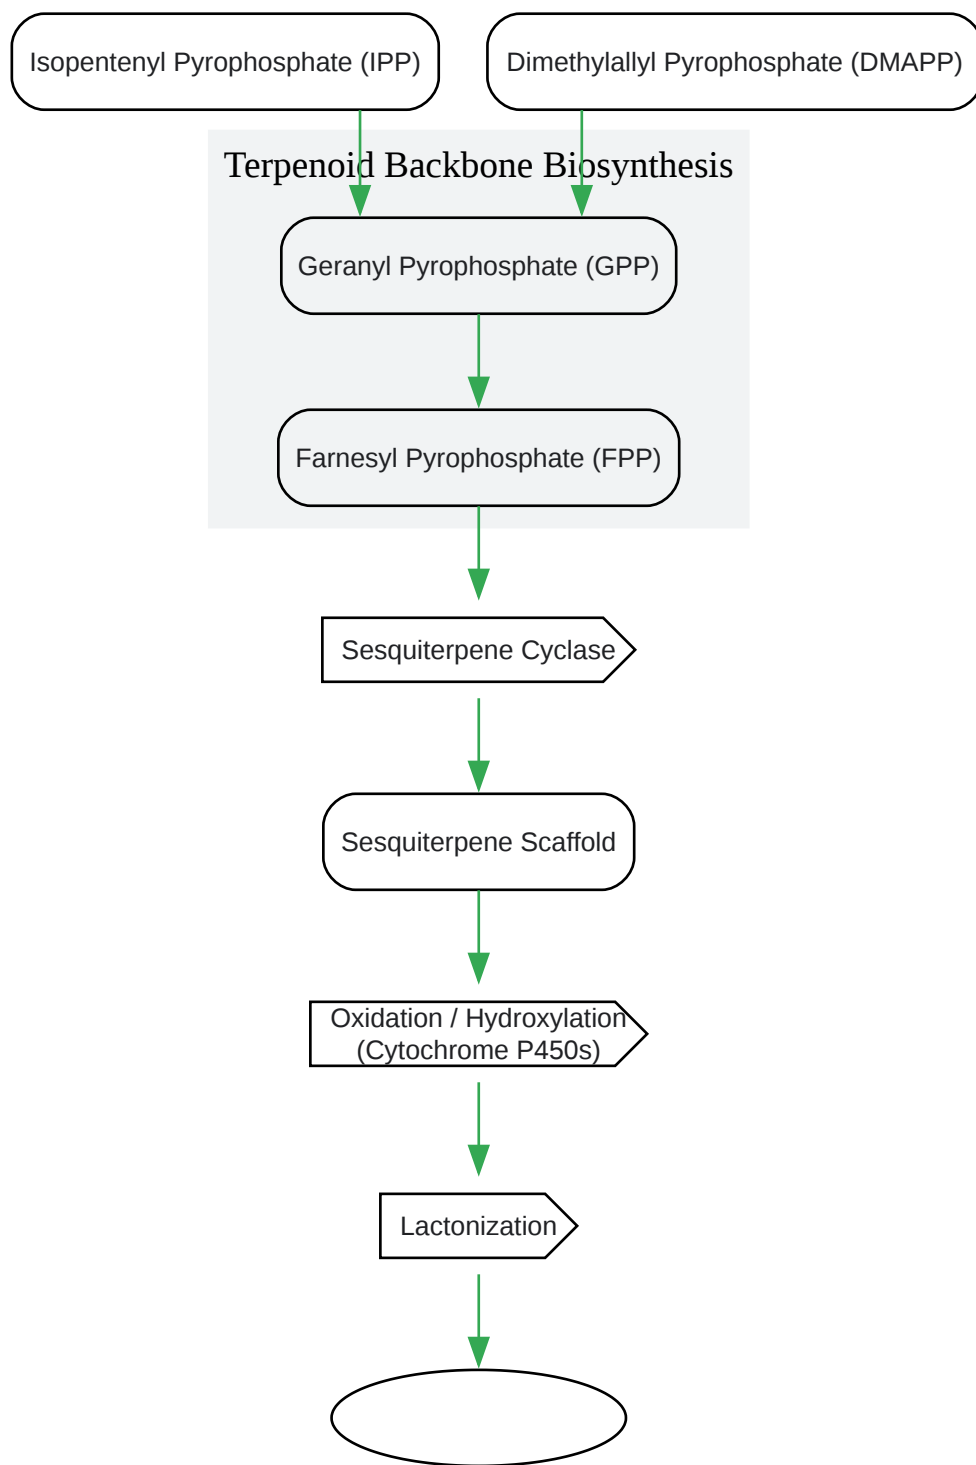 Isopentenyl Pyrophosphate (IPP)
Dimethylallyl Pyrophosphate (DMAPP)
Terpenoid Backbone Biosynthesis
Geranyl Pyrophosphate (GPP)
Farnesyl Pyrophosphate (FPP)
Sesquiterpene Cyclase
Sesquiterpene Scaffold
Oxidation / Hydroxylation
(Cytochrome P450s)
Lactonization